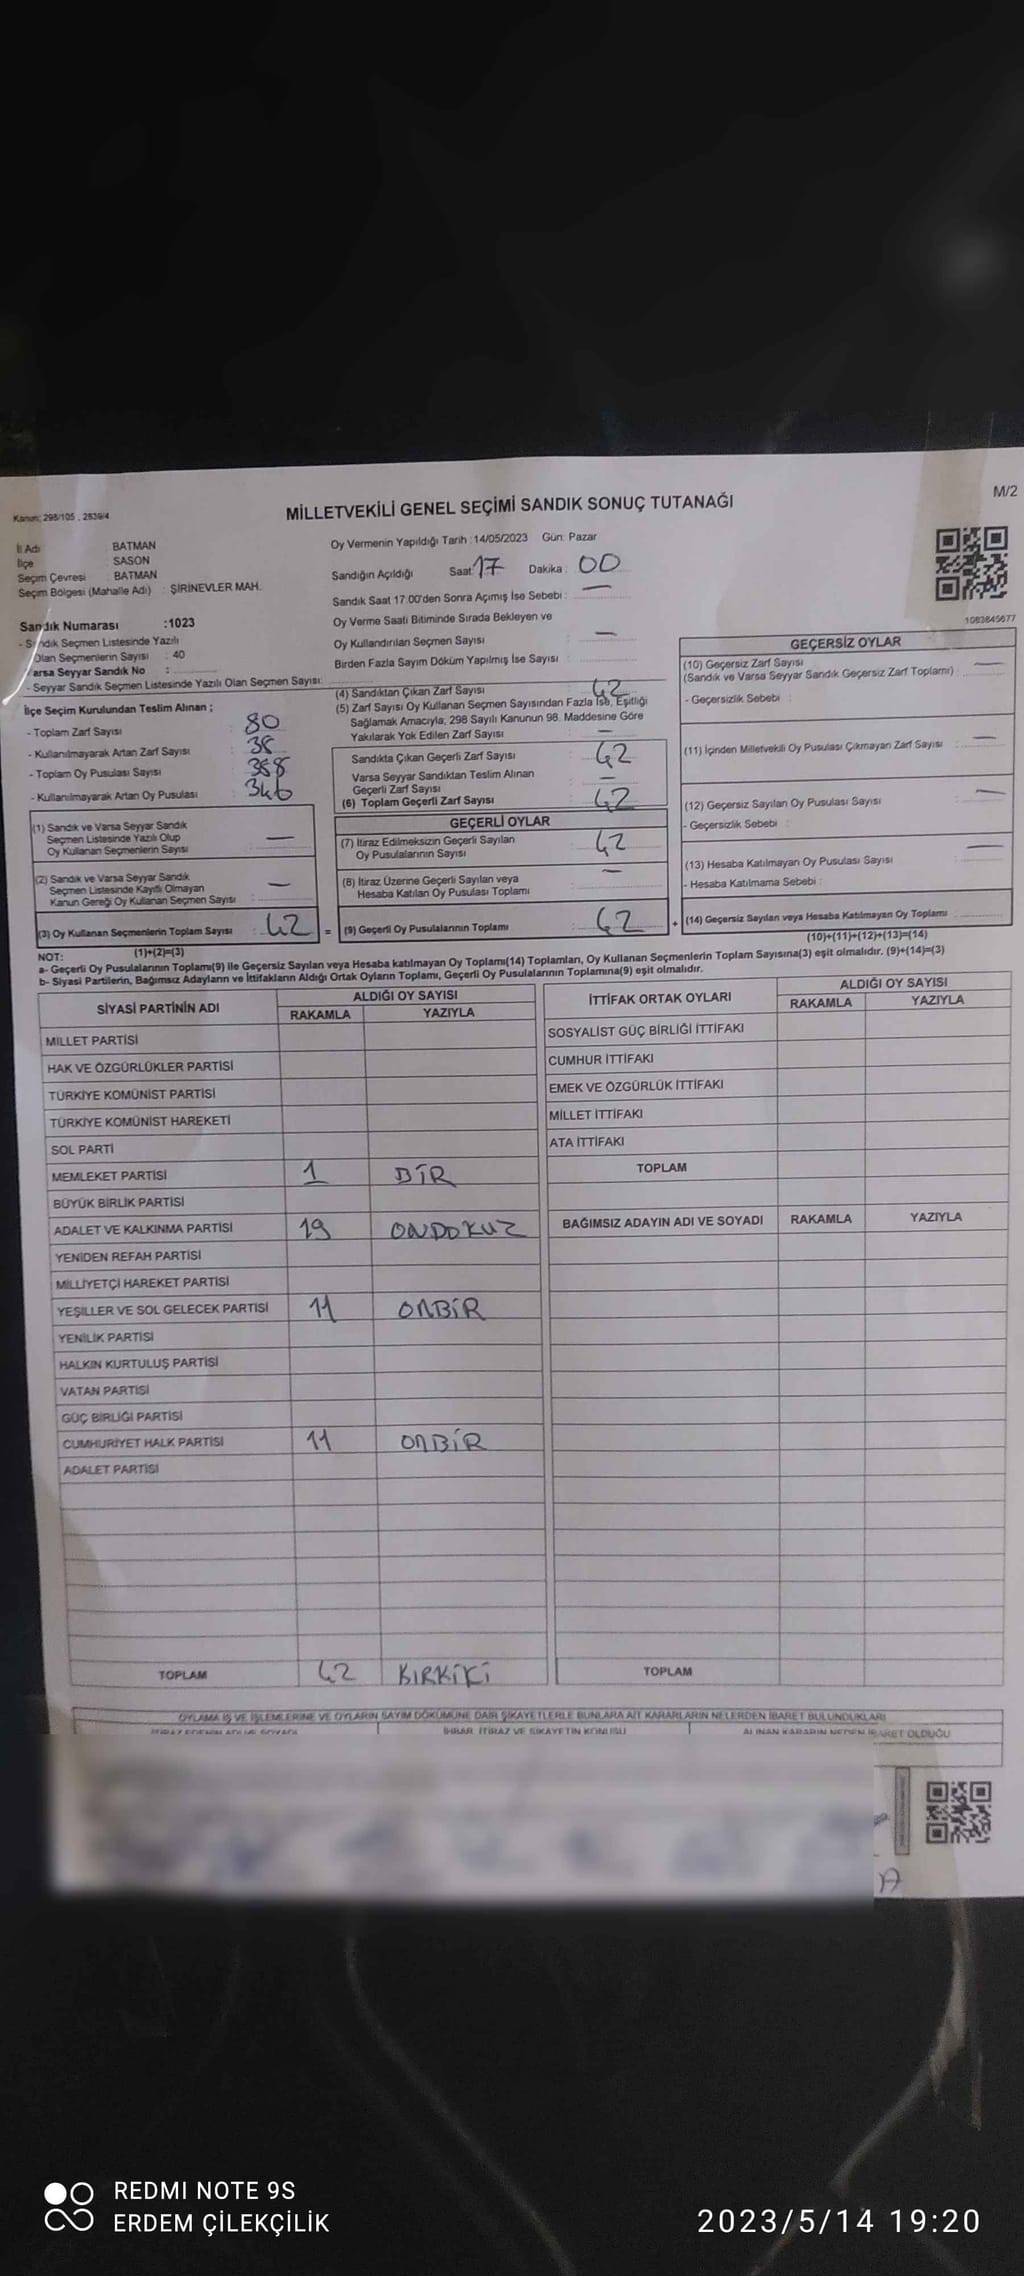 Kanun: 298/105 , 2839/4
MİLLETVEKİLİ GENEL SEÇİMİ SANDIK SONUÇ TUTANAĞI
M/2
İl Adı : BATMAN
İlçe : SASON
Seçim Çevresi : BATMAN
Seçim Bölgesi (Mahalle Adı) : ŞİRİNEVLER MAH.
Sandık Numarası :1023
- Sandık Seçmen Listesinde Yazılı
Olan Seçmenlerin Sayısı : 40
Varsa Seyyar Sandık No :
- Seyyar Sandık Seçmen Listesinde Yazılı Olan Seçmen Sayısı:
İlçe Seçim Kurulundan Teslim Alınan ;
- Toplam Zarf Sayısı : 80
- Kullanılmayarak Artan Zarf Sayısı : 38
- Toplam Oy Pusulası Sayısı : 388
- Kullanılmayarak Artan Oy Pusulası : 346
(1) Sandık ve Varsa Seyyar Sandık
Seçmen Listesinde Yazılı Olup
Oy Kullanan Seçmenlerin Sayısı : —
(2) Sandık ve Varsa Seyyar Sandık
Seçmen Listesinde Kayıtlı Olmayan
Kanun Gereği Oy Kullanan Seçmen Sayısı : —
(3) Oy Kullanan Seçmenlerin Toplam Sayısı : 42 =
(1)+(2)=(3)
Oy Vermenin Yapıldığı Tarih :14/05/2023 Gün: Pazar
Sandığın Açıldığı Saat: 17 Dakika : 00
Sandık Saat 17.00'den Sonra Açımış İse Sebebi : —
Oy Verme Saati Bitiminde Sırada Bekleyen ve
Oy Kullandırılan Seçmen Sayısı : —
Birden Fazla Sayım Döküm Yapılmış İse Sayısı :
(4) Sandıktan Çıkan Zarf Sayısı : 42
(5) Zarf Sayısı Oy Kullanan Seçmen Sayısından Fazla İse, Eşitliği
Sağlamak Amacıyla, 298 Sayılı Kanunun 98. Maddesine Göre
Yakılarak Yok Edilen Zarf Sayısı : —
Sandıkta Çıkan Geçerli Zarf Sayısı : 42
Varsa Seyyar Sandıktan Teslim Alınan
Geçerli Zarf Sayısı : —
(6) Toplam Geçerli Zarf Sayısı : 42
GEÇERLİ OYLAR
(7) İtiraz Edilmeksizin Geçerli Sayılan
Oy Pusulalarının Sayısı : 42
(8) İtiraz Üzerine Geçerli Sayılan veya
Hesaba Katılan Oy Pusulası Toplamı : —
(9) Geçerli Oy Pusulalarının Toplamı : 42 +
1083845677
GEÇERSİZ OYLAR
(10) Geçersiz Zarf Sayısı
(Sandık ve Varsa Seyyar Sandık Geçersiz Zarf Toplamı) : —
- Geçersizlik Sebebi :
(11) İçinden Milletvekili Oy Pusulası Çıkmayan Zarf Sayısı : —
(12) Geçersiz Sayılan Oy Pusulası Sayısı : —
- Geçersizlik Sebebi :
(13) Hesaba Katılmayan Oy Pusulası Sayısı : —
- Hesaba Katılmama Sebebi :
(14) Geçersiz Sayılan veya Hesaba Katılmayan Oy Toplamı :
(10)+(11)+(12)+(13)=(14)
NOT:
a- Geçerli Oy Pusulalarının Toplamı(9) ile Geçersiz Sayılan veya Hesaba katılmayan Oy Toplamı(14) Toplamları, Oy Kullanan Seçmenlerin Toplam Sayısına(3) eşit olmalıdır. (9)+(14)=(3)
b- Siyasi Partilerin, Bağımsız Adayların ve İttifakların Aldığı Ortak Oyların Toplamı, Geçerli Oy Pusulalarının Toplamına(9) eşit olmalıdır.
SİYASİ PARTİNİN ADI ALDIĞI OY SAYISI
RAKAMLA YAZIYLA
MİLLET PARTİSİ
HAK VE ÖZGÜRLÜKLER PARTİSİ
TÜRKİYE KOMÜNİST PARTİSİ
TÜRKİYE KOMÜNİST HAREKETİ
SOL PARTİ
MEMLEKET PARTİSİ 1 BİR
BÜYÜK BİRLİK PARTİSİ
ADALET VE KALKINMA PARTİSİ 19 ONDOKUZ
YENİDEN REFAH PARTİSİ
MİLLİYETÇİ HAREKET PARTİSİ
YEŞİLLER VE SOL GELECEK PARTİSİ 11 ONBİR
YENİLİK PARTİSİ
HALKIN KURTULUŞ PARTİSİ
VATAN PARTİSİ
GÜÇ BİRLİĞİ PARTİSİ
CUMHURİYET HALK PARTİSİ 11 ONBİR
ADALET PARTİSİ
TOPLAM 42 KIRKİKİ
İTTİFAK ORTAK OYLARI ALDIĞI OY SAYISI
RAKAMLA YAZIYLA
SOSYALİST GÜÇ BİRLİĞİ İTTİFAKI
CUMHUR İTTİFAKI
EMEK VE ÖZGÜRLÜK İTTİFAKI
MİLLET İTTİFAKI
ATA İTTİFAKI
TOPLAM
BAĞIMSIZ ADAYIN ADI VE SOYADI RAKAMLA YAZIYLA
TOPLAM
OYLAMA İŞ VE İŞLEMLERİNE VE OYLARIN SAYIM DÖKÜMÜNE DAİR ŞİKAYETLERLE BUNLARA AİT KARARLARIN NELERDEN İBARET BULUNDUKLARI
İTİRAZ EDENİN ADI VE SOYADI İHBAR, İTİRAZ VE ŞİKAYETİN KONUSU ALINAN KARARIN NEDEN İBARET OLDUĞU
REDMI NOTE 9S
ERDEM ÇİLEKÇİLİK
2023/5/14 19:20